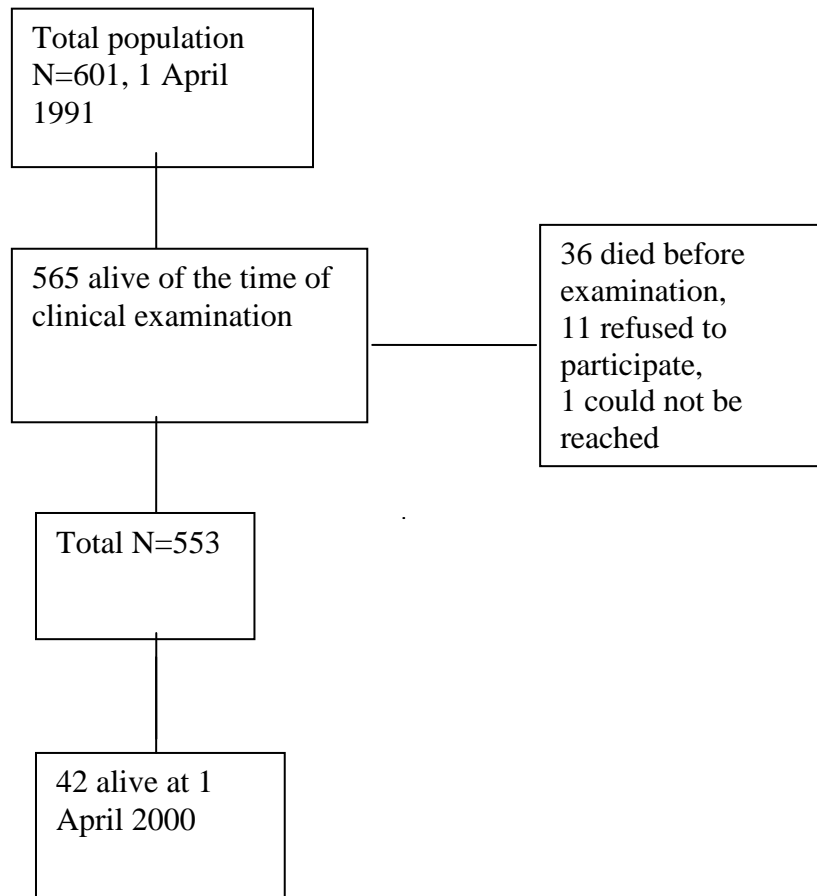 Total population
N=601, 1 April
1991
565 alive of the time of
clinical examination
36 died before
examination,
11 refused to
participate,
1 could not be
reached
Total N=553
42 alive at 1
April 2000